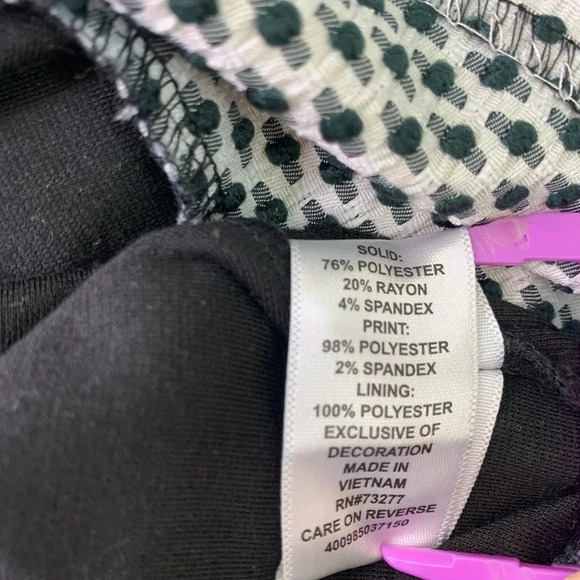 SOLID:
76% POLYESTER
20% RAYON
4% SPANDEX
PRINT:
98% POLYESTER
2% SPANDEX
LINING:
100% POLYESTER
EXCLUSIVE OF
DECORATION
MADE IN
VIETNAM
RN#73277
CARE ON REVERSE
400985037150